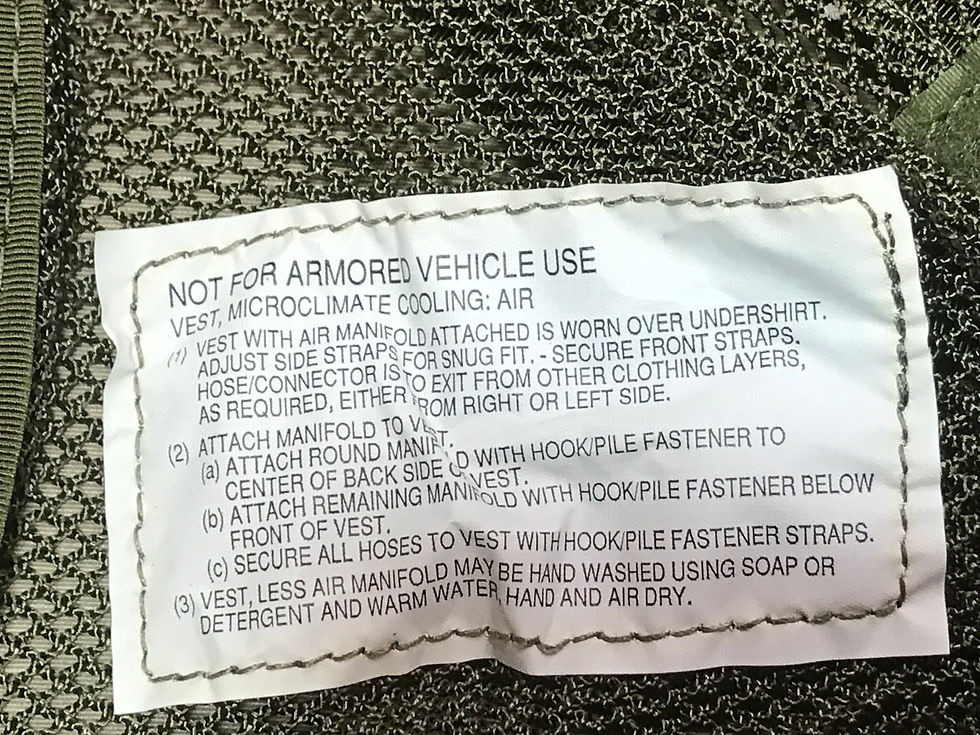 NOT FOR ARMORED VEHICLE USE
VEST, MICROCLIMATE COOLING: AIR
(1) VEST WITH AIR MANIFOLD ATTACHED IS WORN OVER UNDERSHIRT.
ADJUST SIDE STRAPS FOR SNUG FIT. - SECURE FRONT STRAPS.
HOSE/CONNECTOR IS TO EXIT FROM OTHER CLOTHING LAYERS,
AS REQUIRED, EITHER FROM RIGHT OR LEFT SIDE.
(2) ATTACH MANIFOLD TO VEST.
(a) ATTACH ROUND MANIFOLD WITH HOOK/PILE FASTENER TO
CENTER OF BACK SIDE OF VEST.
(b) ATTACH REMAINING MANIFOLD WITH HOOK/PILE FASTENER BELOW
FRONT OF VEST.
(c) SECURE ALL HOSES TO VEST WITH HOOK/PILE FASTENER STRAPS.
(3) VEST, LESS AIR MANIFOLD MAY BE HAND WASHED USING SOAP OR
DETERGENT AND WARM WATER, HAND AND AIR DRY.